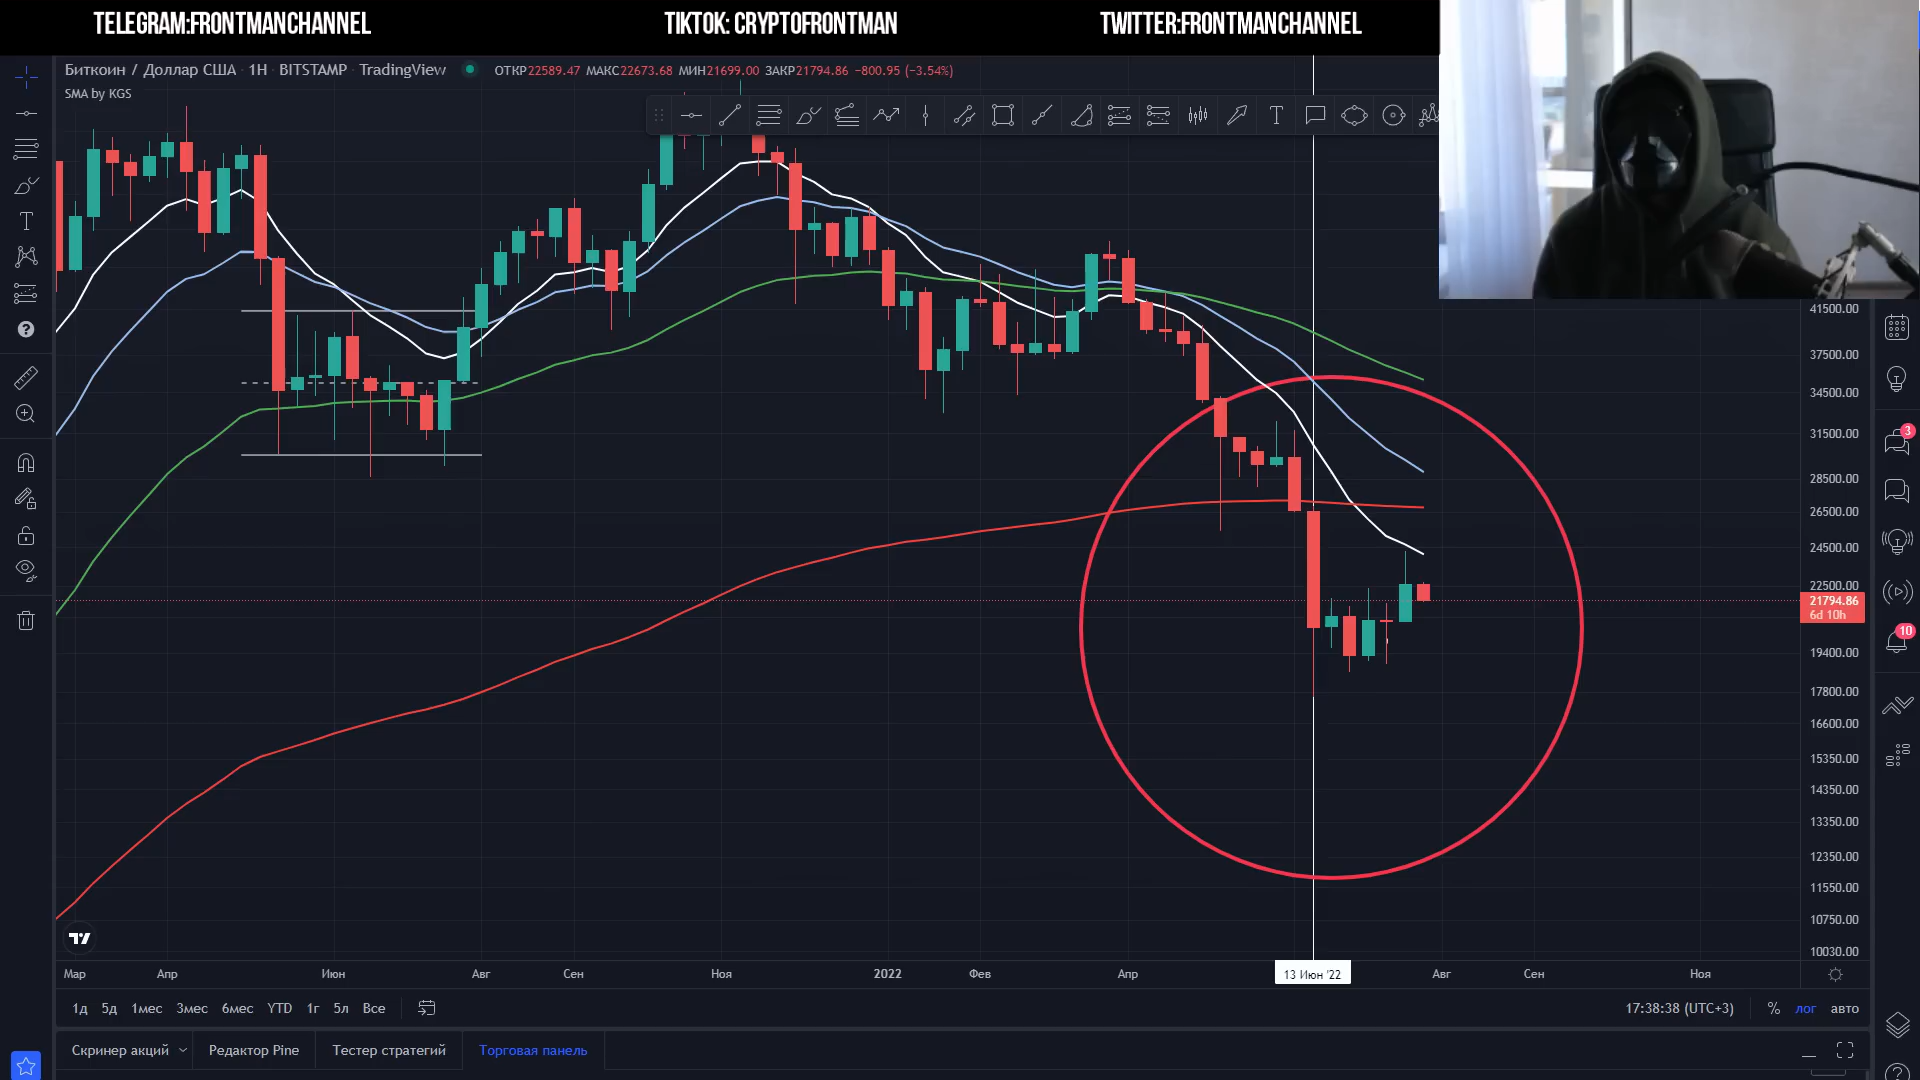 TELEGRAM:FRONTMANCHANNEL
TIKTOK: CRYPTOFRONTMAN
TWITTER:FRONTMANCHANNEL
Биткоин / Доллар США · 1Н · BITSTAMP · TradingView
ОТКР22589.47 МАКС22673.68 МИН21699.00 ЗАКР21794.86 −800.95 (−3.54%)
SMA by KGS
41500.00
37500.00
34500.00
31500.00
28500.00
26500.00
24500.00
22500.00
21794.86
6d 10h
19400.00
17800.00
16600.00
15350.00
14350.00
13350.00
12350.00
11550.00
10750.00
10030.00
3
10
Мар Апр Июн Авг Сен Ноя 2022 Фев Апр 13 Июн '22 Авг Сен Ноя
1д 5д 1мес 3мес 6мес YTD 1г 5л Все
17:38:38 (UTC+3) % лог авто
Скринер акций Редактор Pine Тестер стратегий Торговая панель